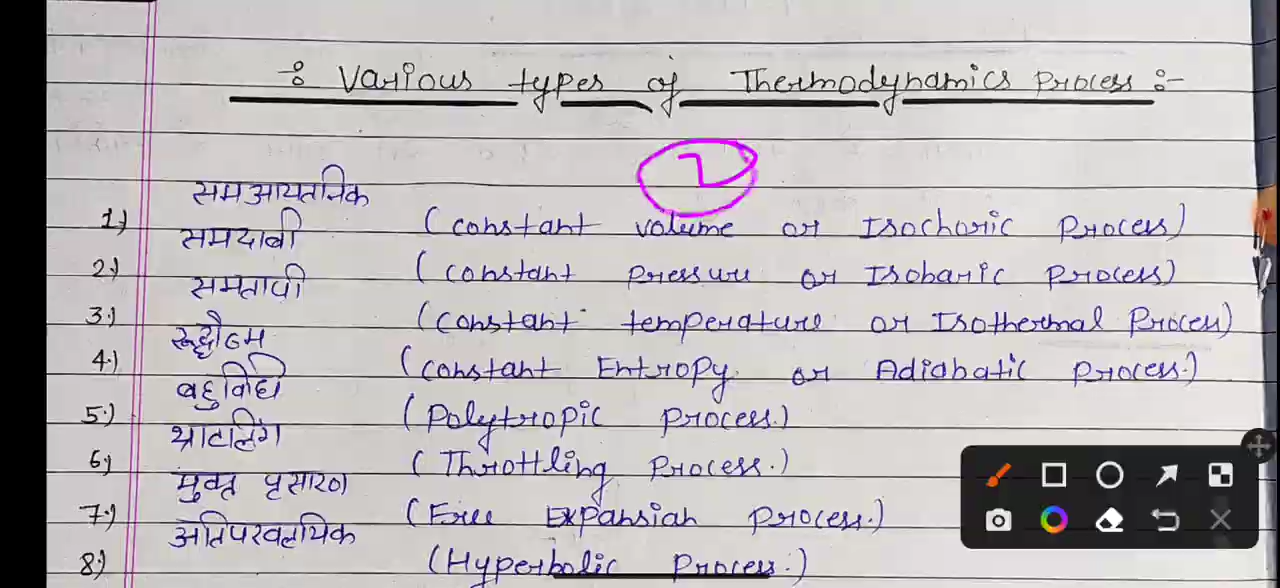 :- Various types of Thermodynamics Process :-
2
समआयतनिक
1.) (constant volume or Isochoric Process)
समदाबी
2.) (constant pressure or Isobaric Process)
समतापी
3.) (constant temperature or Isothermal Process)
रूद्धोष्म
4.) (constant Entropy or Adiabatic Process.)
बहुविधि
5.) (Polytropic Process.)
थ्राटलिंग
6.) (Throttling Process.)
मुक्त प्रसारण
7.) (Free Expansion Process.)
अतिपरवलयिक
8.) (Hyperbolic Process.)